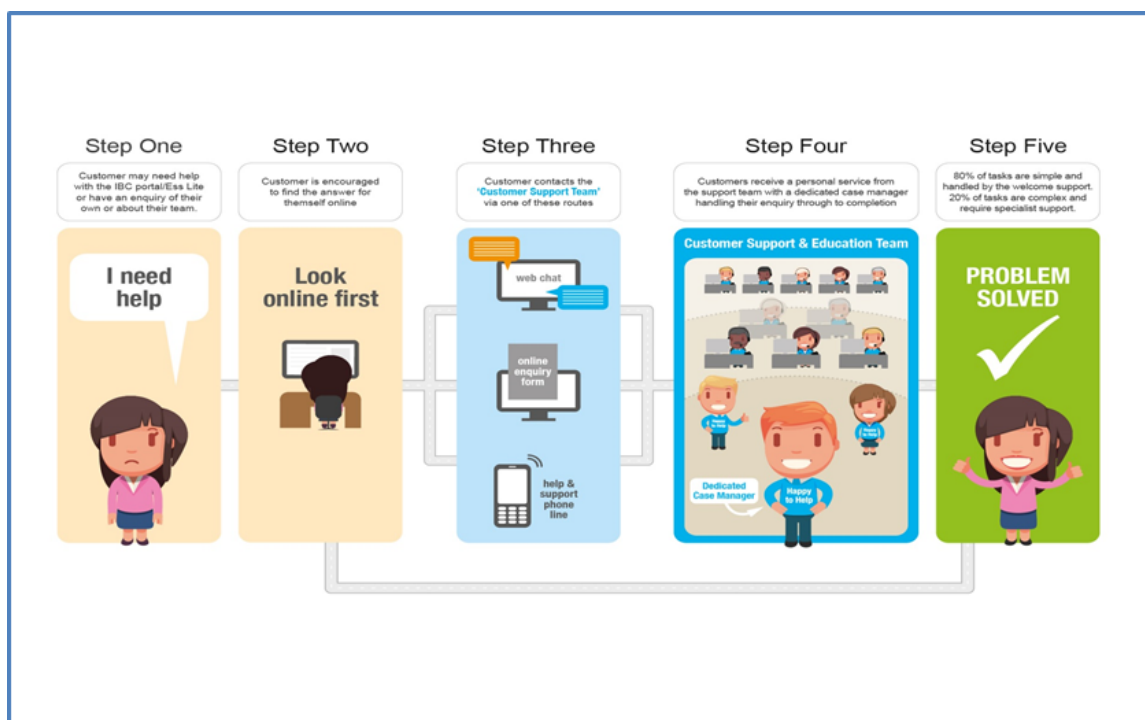 Step One
Customer may need help
with the IBC portal/Ess Lite
or have an enquiry of their
own or about their team.
I need
help
Step Two
Customer is encouraged
to find the answer for
themself online
Look
online first
Step Three
Customer contacts the
'Customer Support Team'
via one of these routes
web chat
online
enquiry
form
help &
support
phone
line
Step Four
Customers receive a personal service from
the support team with a dedicated case manager
handling their enquiry through to completion
Customer Support & Education Team
Happy
to Help
Happy
to Help
Dedicated
Case Manager
Happy
to Help
Step Five
80% of tasks are simple and
handled by the welcome support.
20% of tasks are complex and
require specialist support.
PROBLEM
SOLVED